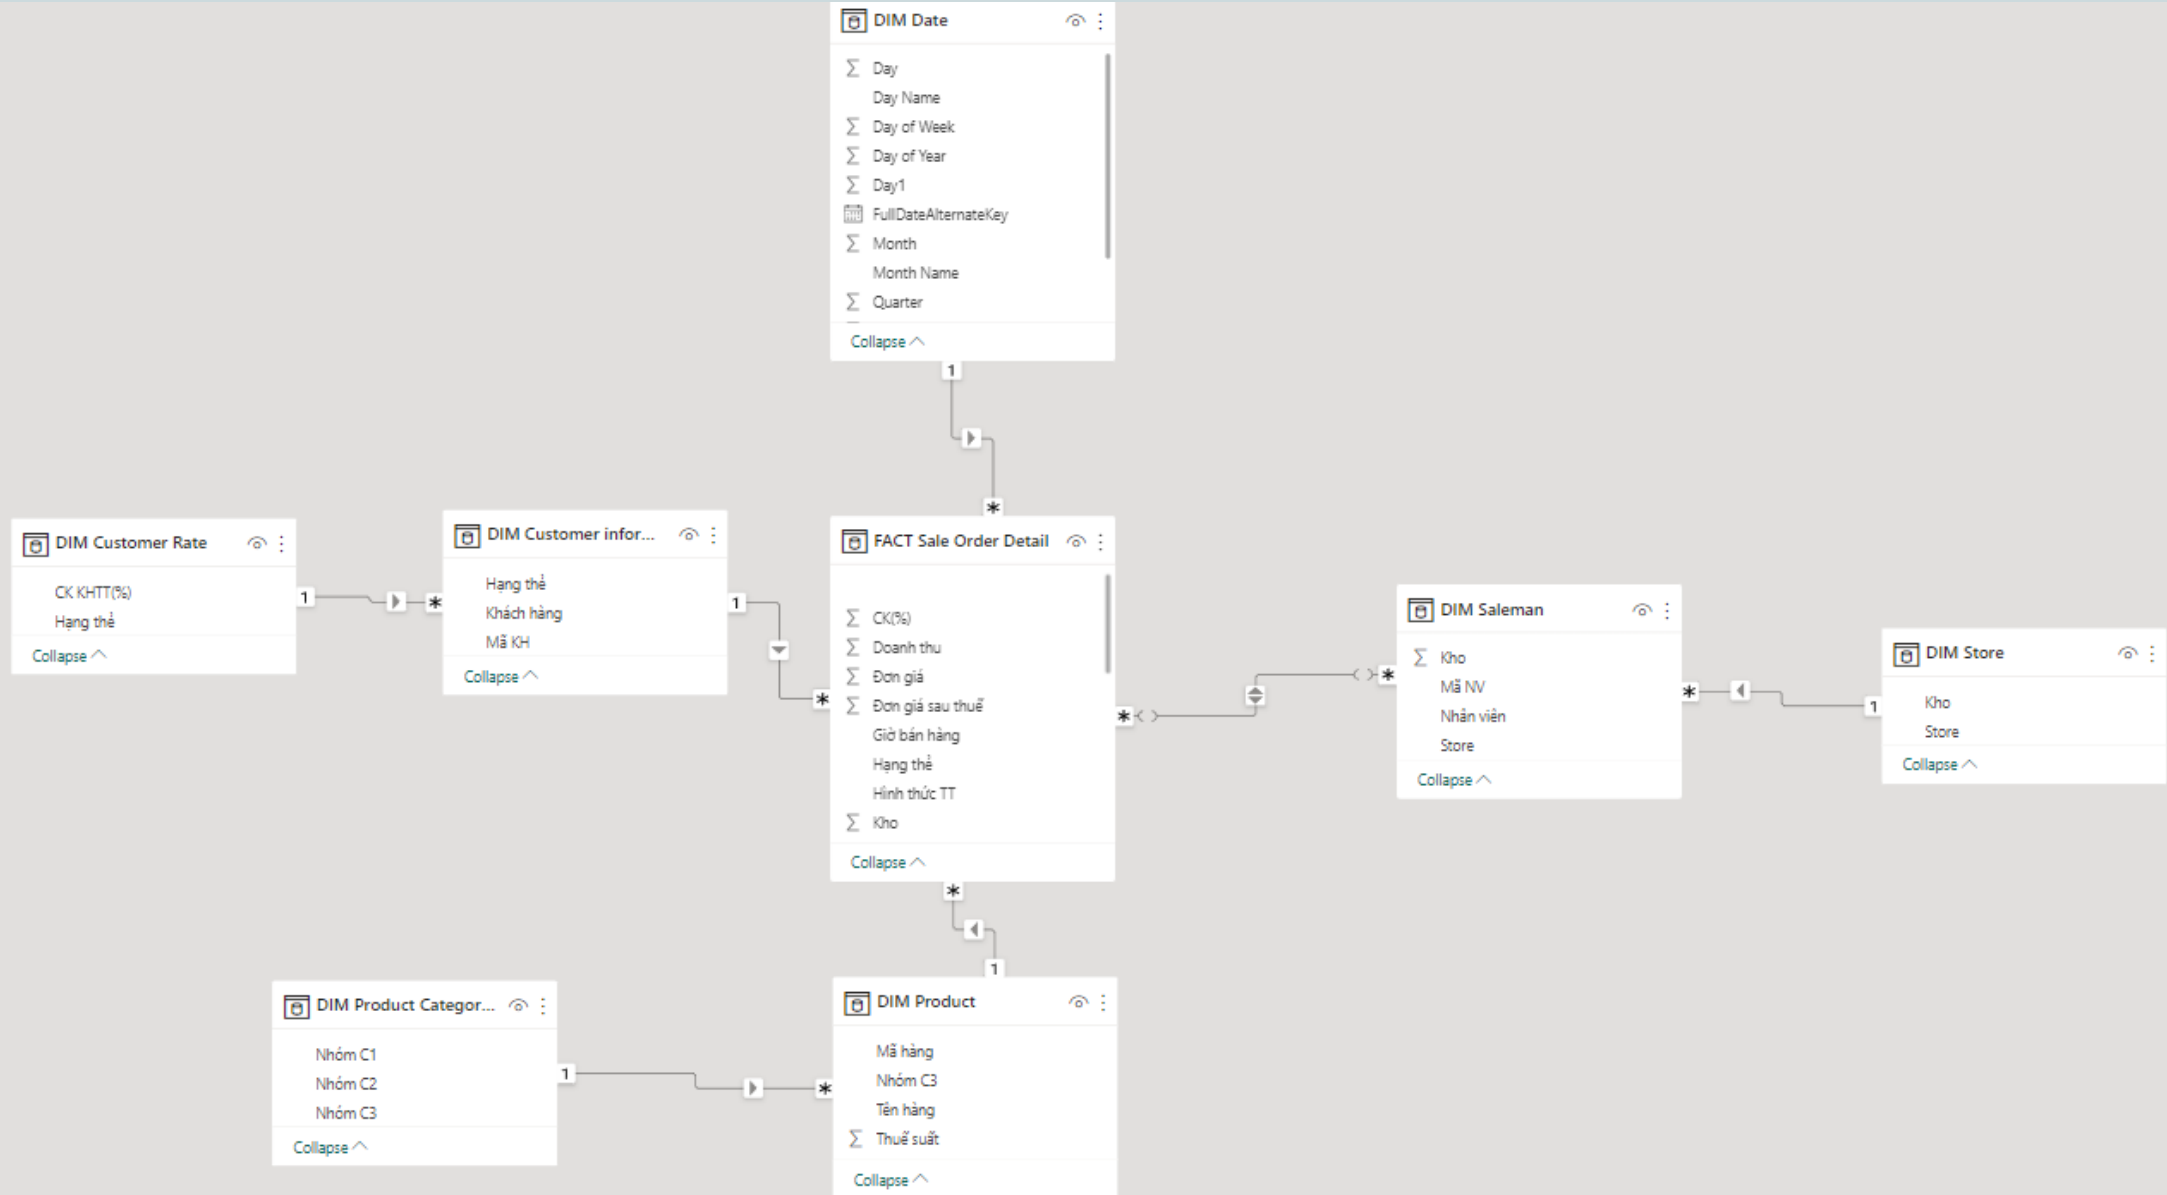 DIM Date
Day
Day Name
Day of Week
Day of Year
Day1
FullDateAlternateKey
Month
Month Name
Quarter
Collapse
1
*
DIM Customer Rate
CK KHTT(%)
Hạng thẻ
Collapse
1
*
DIM Customer infor...
Hạng thẻ
Khách hàng
Mã KH
Collapse
1
*
FACT Sale Order Detail
CK(%)
Doanh thu
Đơn giá
Đơn giá sau thuế
Giờ bán hàng
Hạng thẻ
Hình thức TT
Kho
Collapse
*
*
DIM Saleman
Kho
Mã NV
Nhân viên
Store
Collapse
*
1
DIM Store
Kho
Store
Collapse
*
1
DIM Product Categor...
Nhóm C1
Nhóm C2
Nhóm C3
Collapse
1
*
DIM Product
Mã hàng
Nhóm C3
Tên hàng
Thuế suất
Collapse